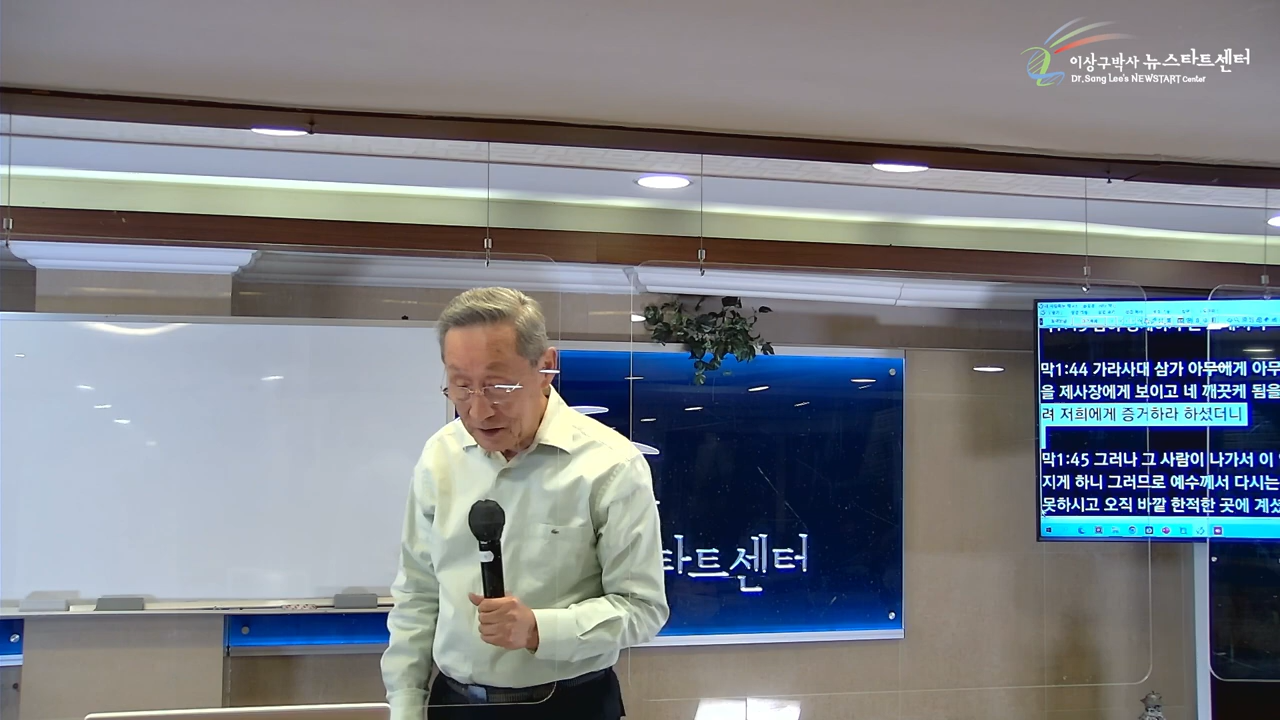 이상구박사 뉴스타트센터
Dr. Sang Lee's NEWSTART Center
막1:44 가라사대 삼가 아무에게 아무
을 제사장에게 보이고 네 깨끗케 됨을
려 저희에게 증거하라 하셨더니
막1:45 그러나 그 사람이 나가서 이
지게 하니 그러므로 예수께서 다시는
못하시고 오직 바깥 한적한 곳에 계셨
타트센터